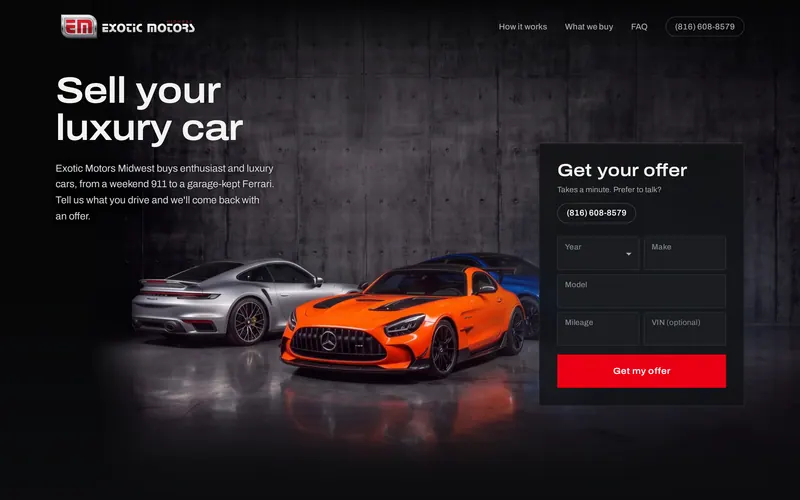 EM EXOTIC MOTORS
How it works
What we buy
FAQ
(816) 608-8579
Sell your
luxury car
Exotic Motors Midwest buys enthusiast and luxury
cars, from a weekend 911 to a garage-kept Ferrari.
Tell us what you drive and we'll come back with
an offer.
Get your offer
Takes a minute. Prefer to talk?
(816) 608-8579
Year
Make
Model
Mileage
VIN (optional)
Get my offer